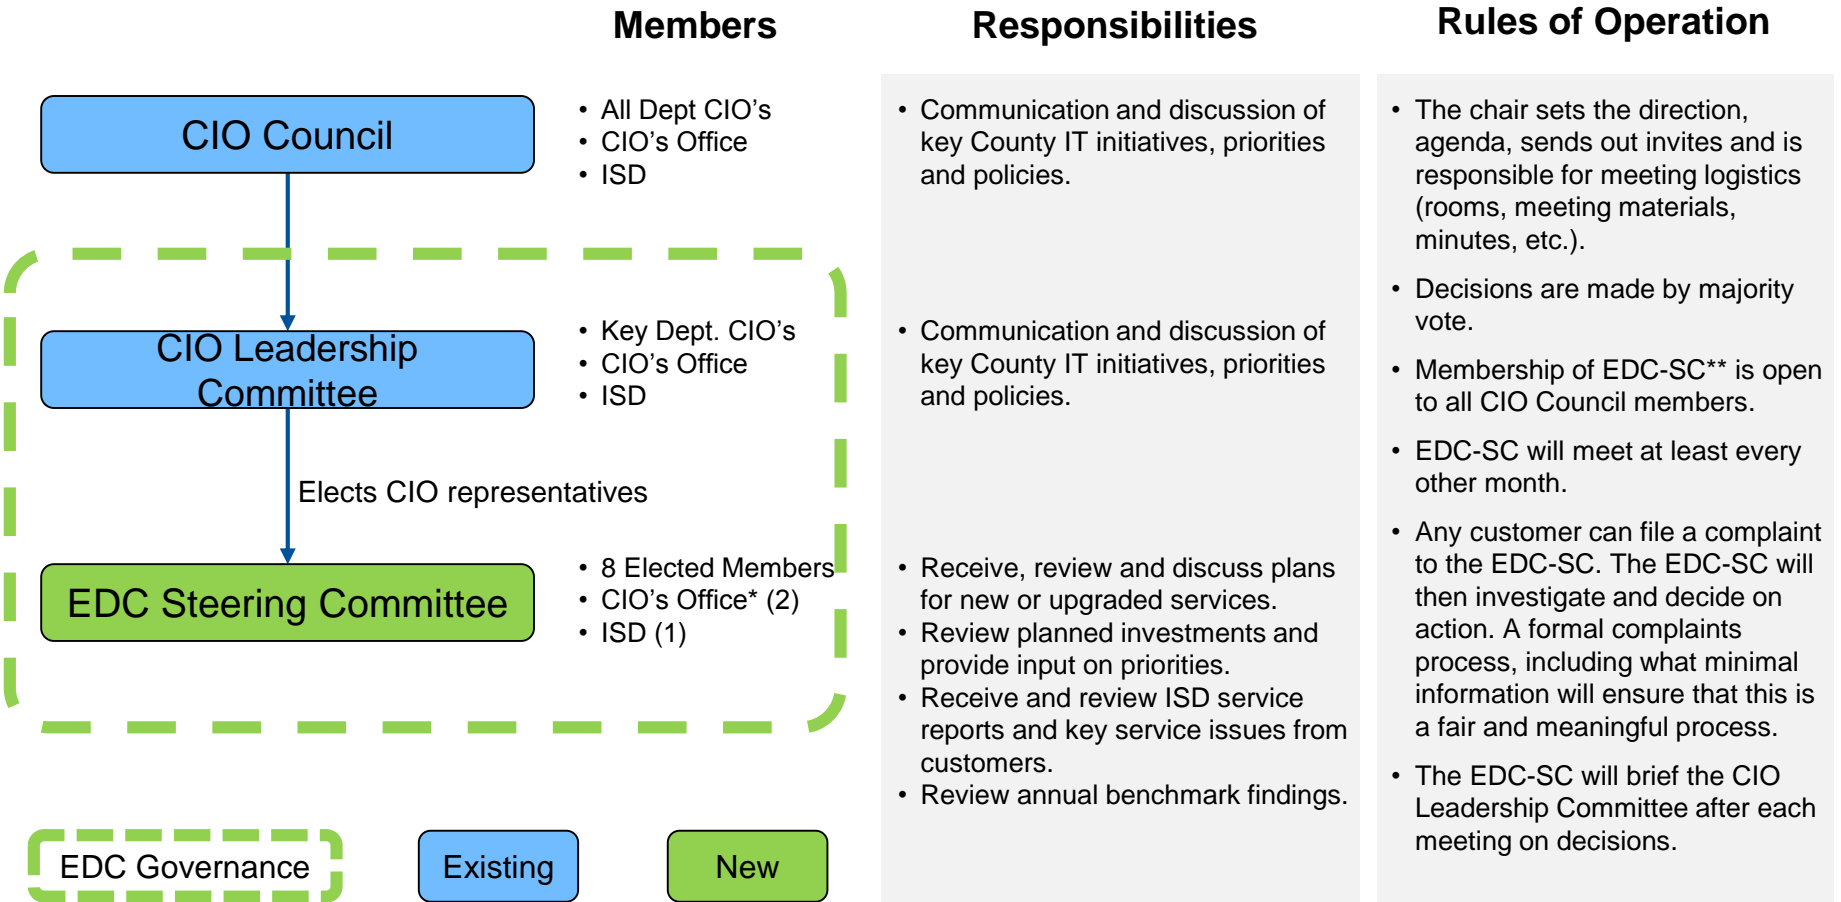 Members
Responsibilities
Rules of Operation
CIO Council
• All Dept CIO’s
• CIO’s Office
• ISD
• Communication and discussion of
key County IT initiatives, priorities
and policies.
CIO Leadership
Committee
• Key Dept. CIO’s
• CIO’s Office
• ISD
• Communication and discussion of
key County IT initiatives, priorities
and policies.
Elects CIO representatives
EDC Steering Committee
• 8 Elected Members
• CIO’s Office* (2)
• ISD (1)
• Receive, review and discuss plans
for new or upgraded services.
• Review planned investments and
provide input on priorities.
• Receive and review ISD service
reports and key service issues from
customers.
• Review annual benchmark findings.
• The chair sets the direction,
agenda, sends out invites and is
responsible for meeting logistics
(rooms, meeting materials,
minutes, etc.).
• Decisions are made by majority
vote.
• Membership of EDC-SC** is open
to all CIO Council members.
• EDC-SC will meet at least every
other month.
• Any customer can file a complaint
to the EDC-SC. The EDC-SC will
then investigate and decide on
action. A formal complaints
process, including what minimal
information will ensure that this is
a fair and meaningful process.
• The EDC-SC will brief the CIO
Leadership Committee after each
meeting on decisions.
EDC Governance
Existing
New